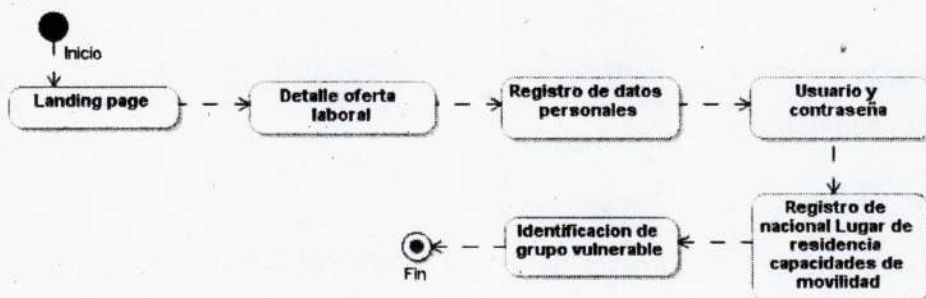 Inicio
Landing page
Detalle oferta
laboral
Registro de datos
personales
Usuario y
contraseña
Registro de
nacional Lugar de
residencia
capacidades de
movilidad
Identificacion de
grupo vulnerable
Fin